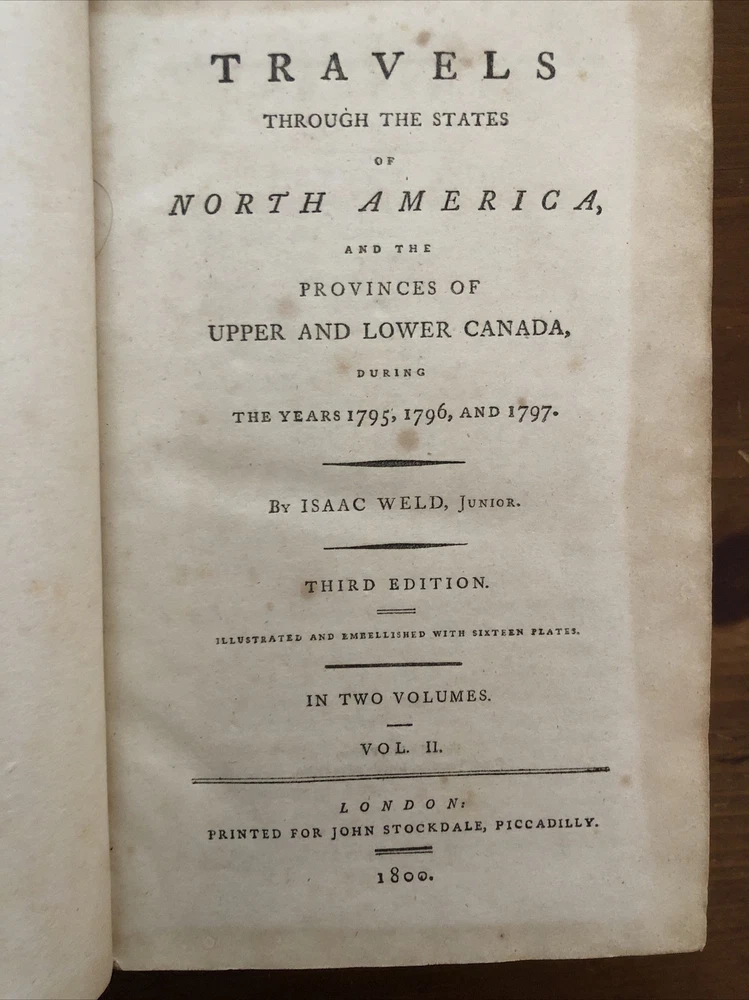 TRAVELS
THROUGH THE STATES
OF
NORTH AMERICA,
AND THE
PROVINCES OF
UPPER AND LOWER CANADA,
DURING
THE YEARS 1795, 1796, AND 1797.
By ISAAC WELD, Junior.
THIRD EDITION.
ILLUSTRATED AND EMBELLISHED WITH SIXTEEN PLATES.
IN TWO VOLUMES.
VOL. II.
LONDON:
PRINTED FOR JOHN STOCKDALE, PICCADILLY.
1800.